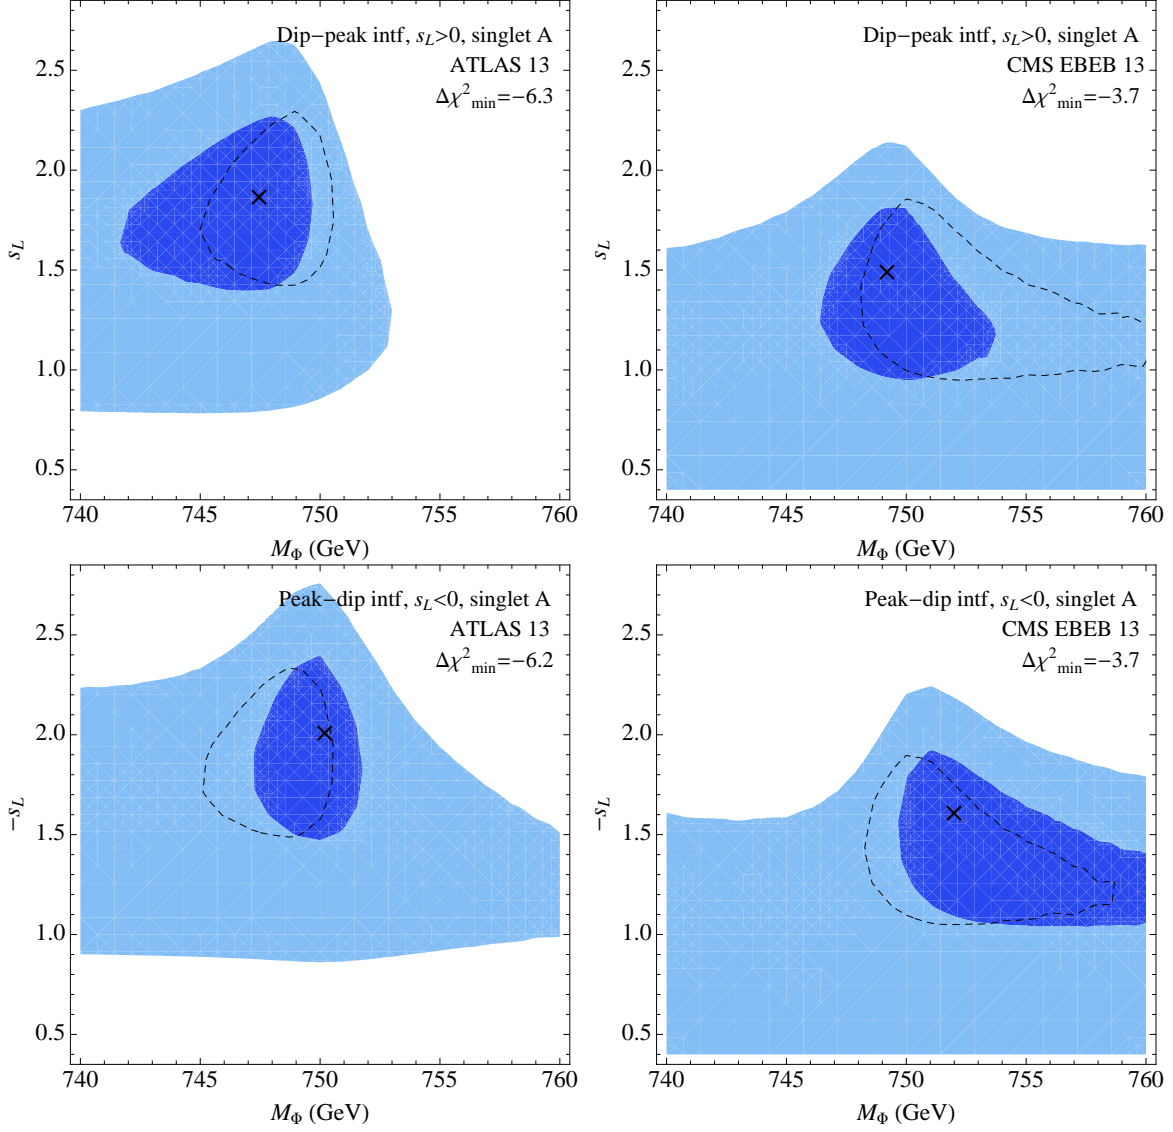 Dip−peak intf, s_L>0, singlet A
ATLAS 13
Δχ²_min=−6.3
2.5
2.0
1.5
1.0
0.5
s_L
740 745 750 755 760
M_Φ (GeV)
Dip−peak intf, s_L>0, singlet A
CMS EBEB 13
Δχ²_min=−3.7
2.5
2.0
1.5
1.0
0.5
s_L
740 745 750 755 760
M_Φ (GeV)
Peak−dip intf, s_L<0, singlet A
ATLAS 13
Δχ²_min=−6.2
2.5
2.0
1.5
1.0
0.5
−s_L
740 745 750 755 760
M_Φ (GeV)
Peak−dip intf, s_L<0, singlet A
CMS EBEB 13
Δχ²_min=−3.7
2.5
2.0
1.5
1.0
0.5
−s_L
740 745 750 755 760
M_Φ (GeV)